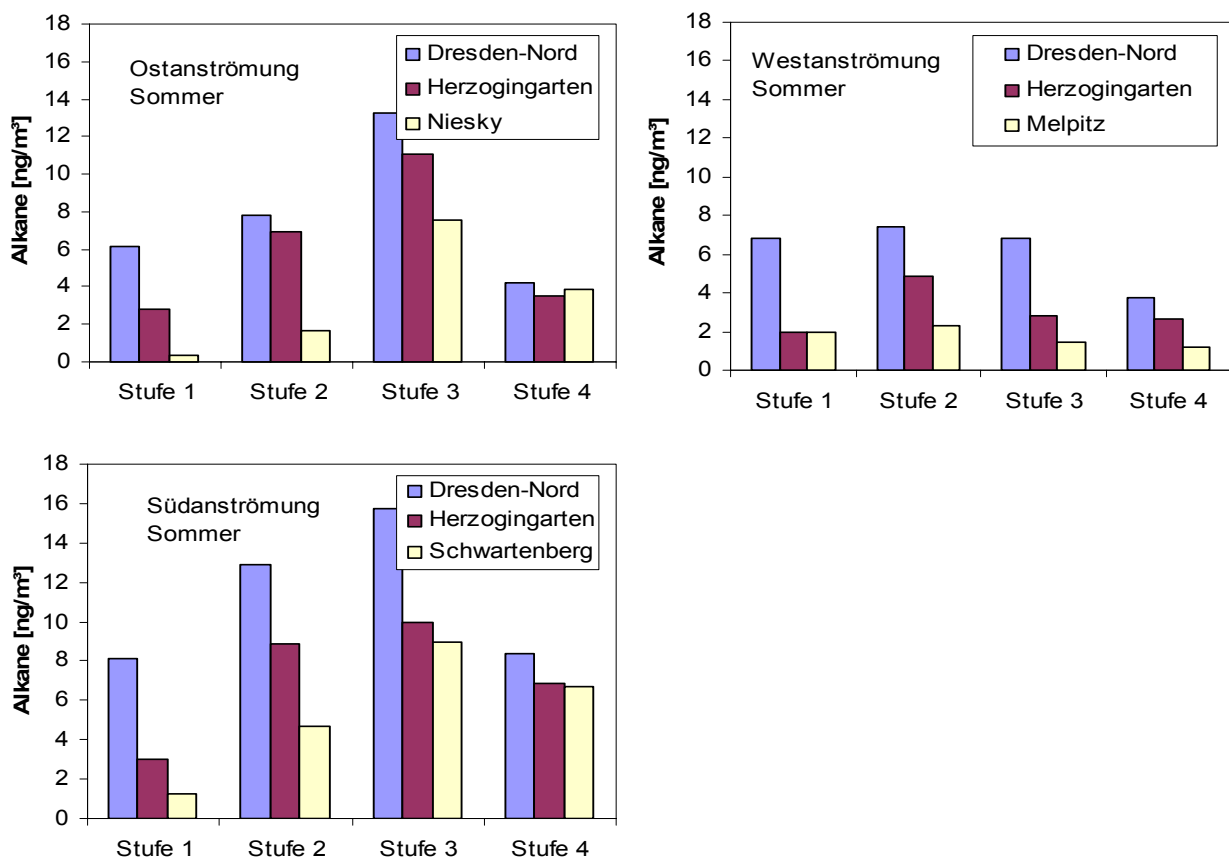 Alkane [ng/m³]
18
16
14
12
10
8
6
4
2
0
Ostanströmung
Sommer
Dresden-Nord
Herzogingarten
Niesky
Stufe 1 Stufe 2 Stufe 3 Stufe 4
Alkane [ng/m³]
18
16
14
12
10
8
6
4
2
0
Westanströmung
Sommer
Dresden-Nord
Herzogingarten
Melpitz
Stufe 1 Stufe 2 Stufe 3 Stufe 4
Alkane [ng/m³]
18
16
14
12
10
8
6
4
2
0
Südanströmung
Sommer
Dresden-Nord
Herzogingarten
Schwartenberg
Stufe 1 Stufe 2 Stufe 3 Stufe 4